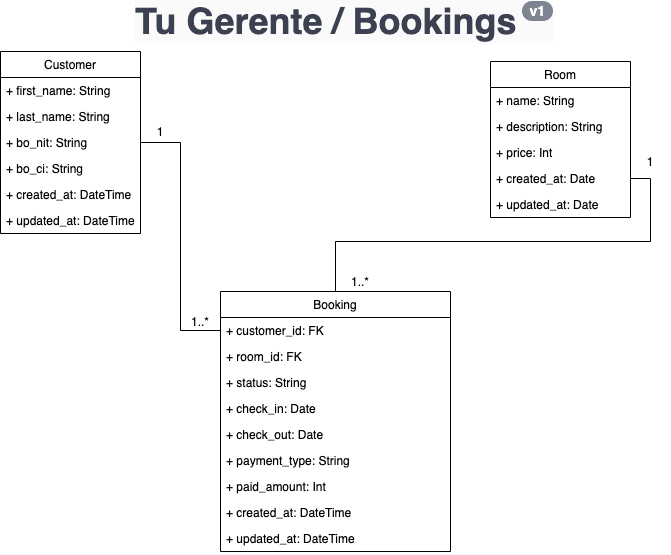 Tu Gerente / Bookings v1
Customer
+ first_name: String
+ last_name: String
+ bo_nit: String
+ bo_ci: String
+ created_at: DateTime
+ updated_at: DateTime
1
Room
+ name: String
+ description: String
+ price: Int
+ created_at: Date
+ updated_at: Date
1
1..*
1..*
Booking
+ customer_id: FK
+ room_id: FK
+ status: String
+ check_in: Date
+ check_out: Date
+ payment_type: String
+ paid_amount: Int
+ created_at: DateTime
+ updated_at: DateTime